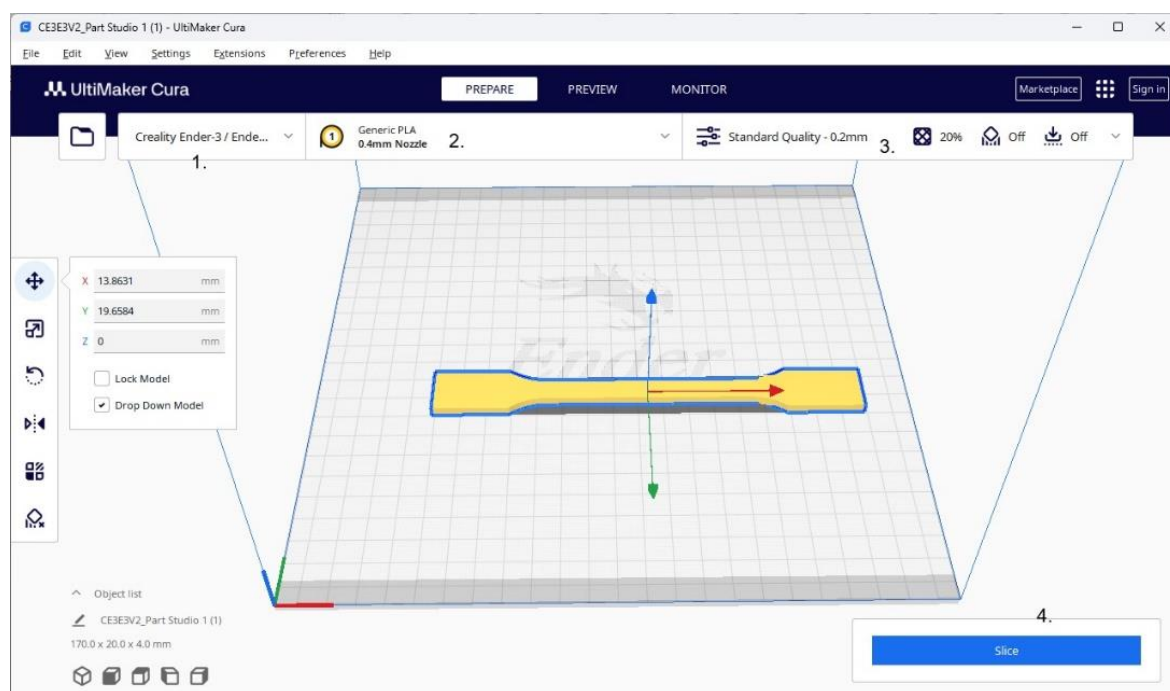 CE3E3V2_Part Studio 1 (1) - UltiMaker Cura
File Edit View Settings Extensions Preferences Help
UltiMaker Cura
PREPARE PREVIEW MONITOR
Marketplace Sign in
Creality Ender-3 / Ende...
1.
1
Generic PLA
0.4mm Nozzle
2.
Standard Quality - 0.2mm
3.
20% Off Off
X 13.8631 mm
Y 19.6584 mm
Z 0 mm
Lock Model
Drop Down Model
Ender
Object list
CE3E3V2_Part Studio 1 (1)
170.0 x 20.0 x 4.0 mm
4.
Slice